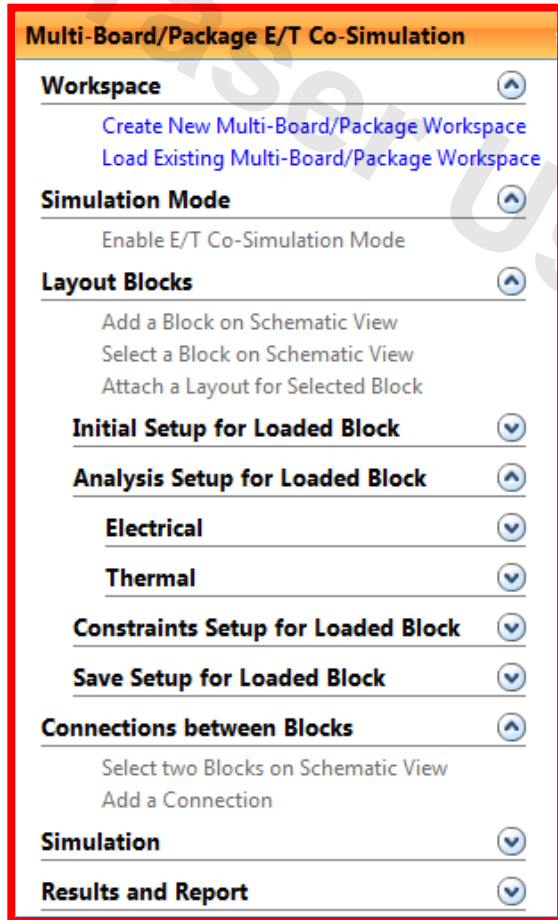 Multi-Board/Package E/T Co-Simulation
Workspace
Create New Multi-Board/Package Workspace
Load Existing Multi-Board/Package Workspace
Simulation Mode
Enable E/T Co-Simulation Mode
Layout Blocks
Add a Block on Schematic View
Select a Block on Schematic View
Attach a Layout for Selected Block
Initial Setup for Loaded Block
Analysis Setup for Loaded Block
Electrical
Thermal
Constraints Setup for Loaded Block
Save Setup for Loaded Block
Connections between Blocks
Select two Blocks on Schematic View
Add a Connection
Simulation
Results and Report